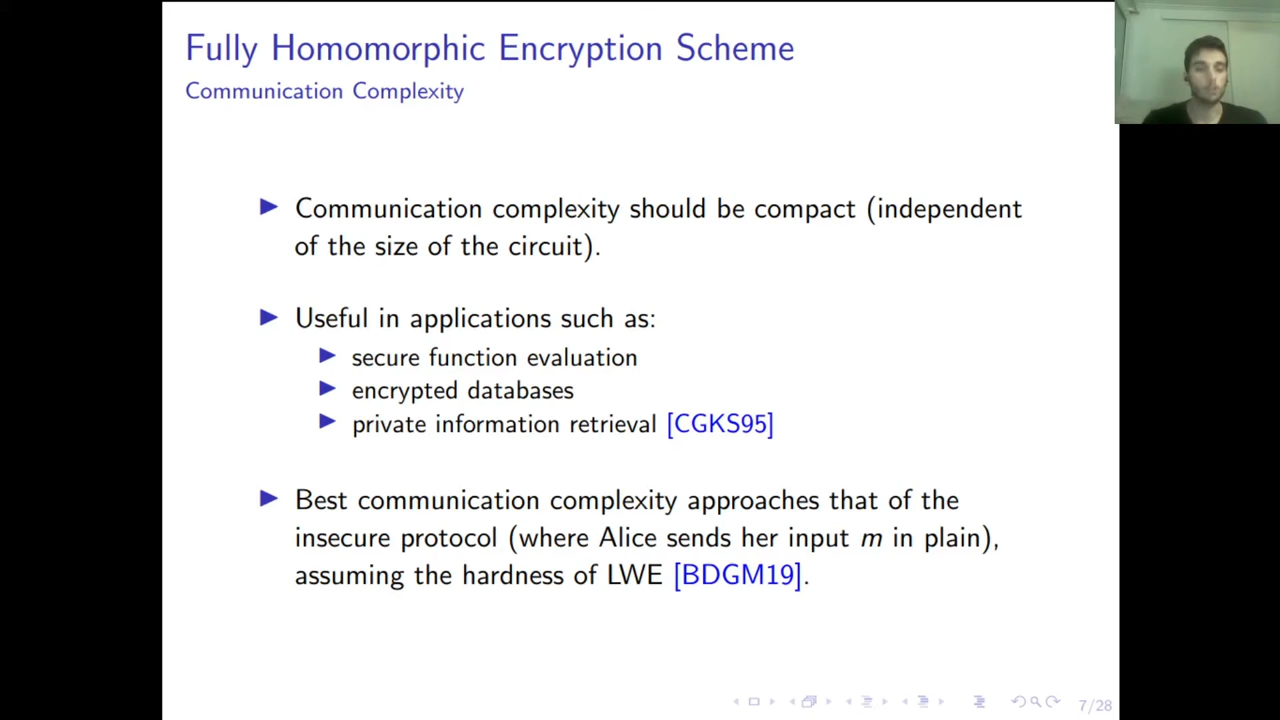 Fully Homomorphic Encryption Scheme
Communication Complexity
Communication complexity should be compact (independent
of the size of the circuit).
Useful in applications such as:
secure function evaluation
encrypted databases
private information retrieval [CGKS95]
Best communication complexity approaches that of the
insecure protocol (where Alice sends her input m in plain),
assuming the hardness of LWE [BDGM19].
7/28